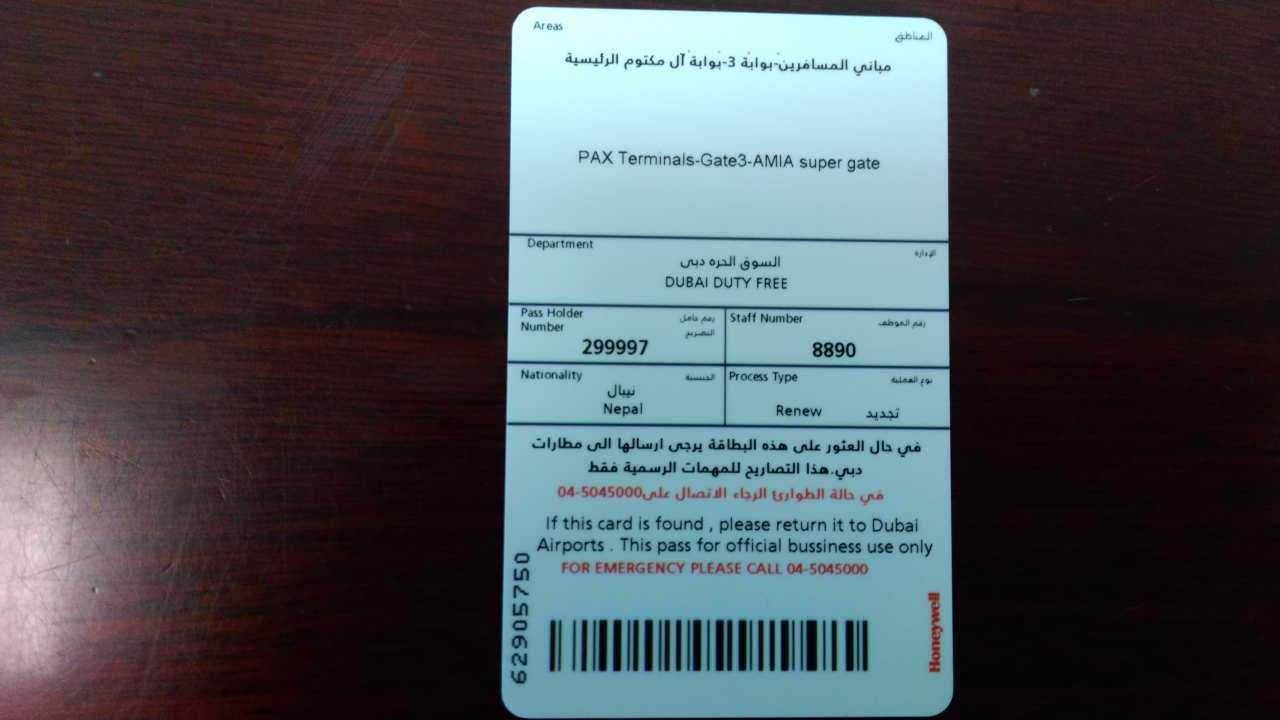 Areas المناطق
مباني المسافرين-بوابة 3-بوابة آل مكتوم الرئيسية
PAX Terminals-Gate3-AMIA super gate
Department الإدارة
السوق الحره دبى
DUBAI DUTY FREE
Pass Holder رقم حامل
Number التصريح
299997
Staff Number رقم الموظف
8890
Nationality الجنسية
نيبال
Nepal
Process Type نوع العملية
Renew تجديد
في حال العثور على هذه البطاقة يرجى ارسالها الى مطارات
دبي.هذا التصاريح للمهمات الرسمية فقط
في حالة الطوارئ الرجاء الاتصال على04-5045000
If this card is found , please return it to Dubai
Airports . This pass for official bussiness use only
FOR EMERGENCY PLEASE CALL 04-5045000
62905750
Honeywell